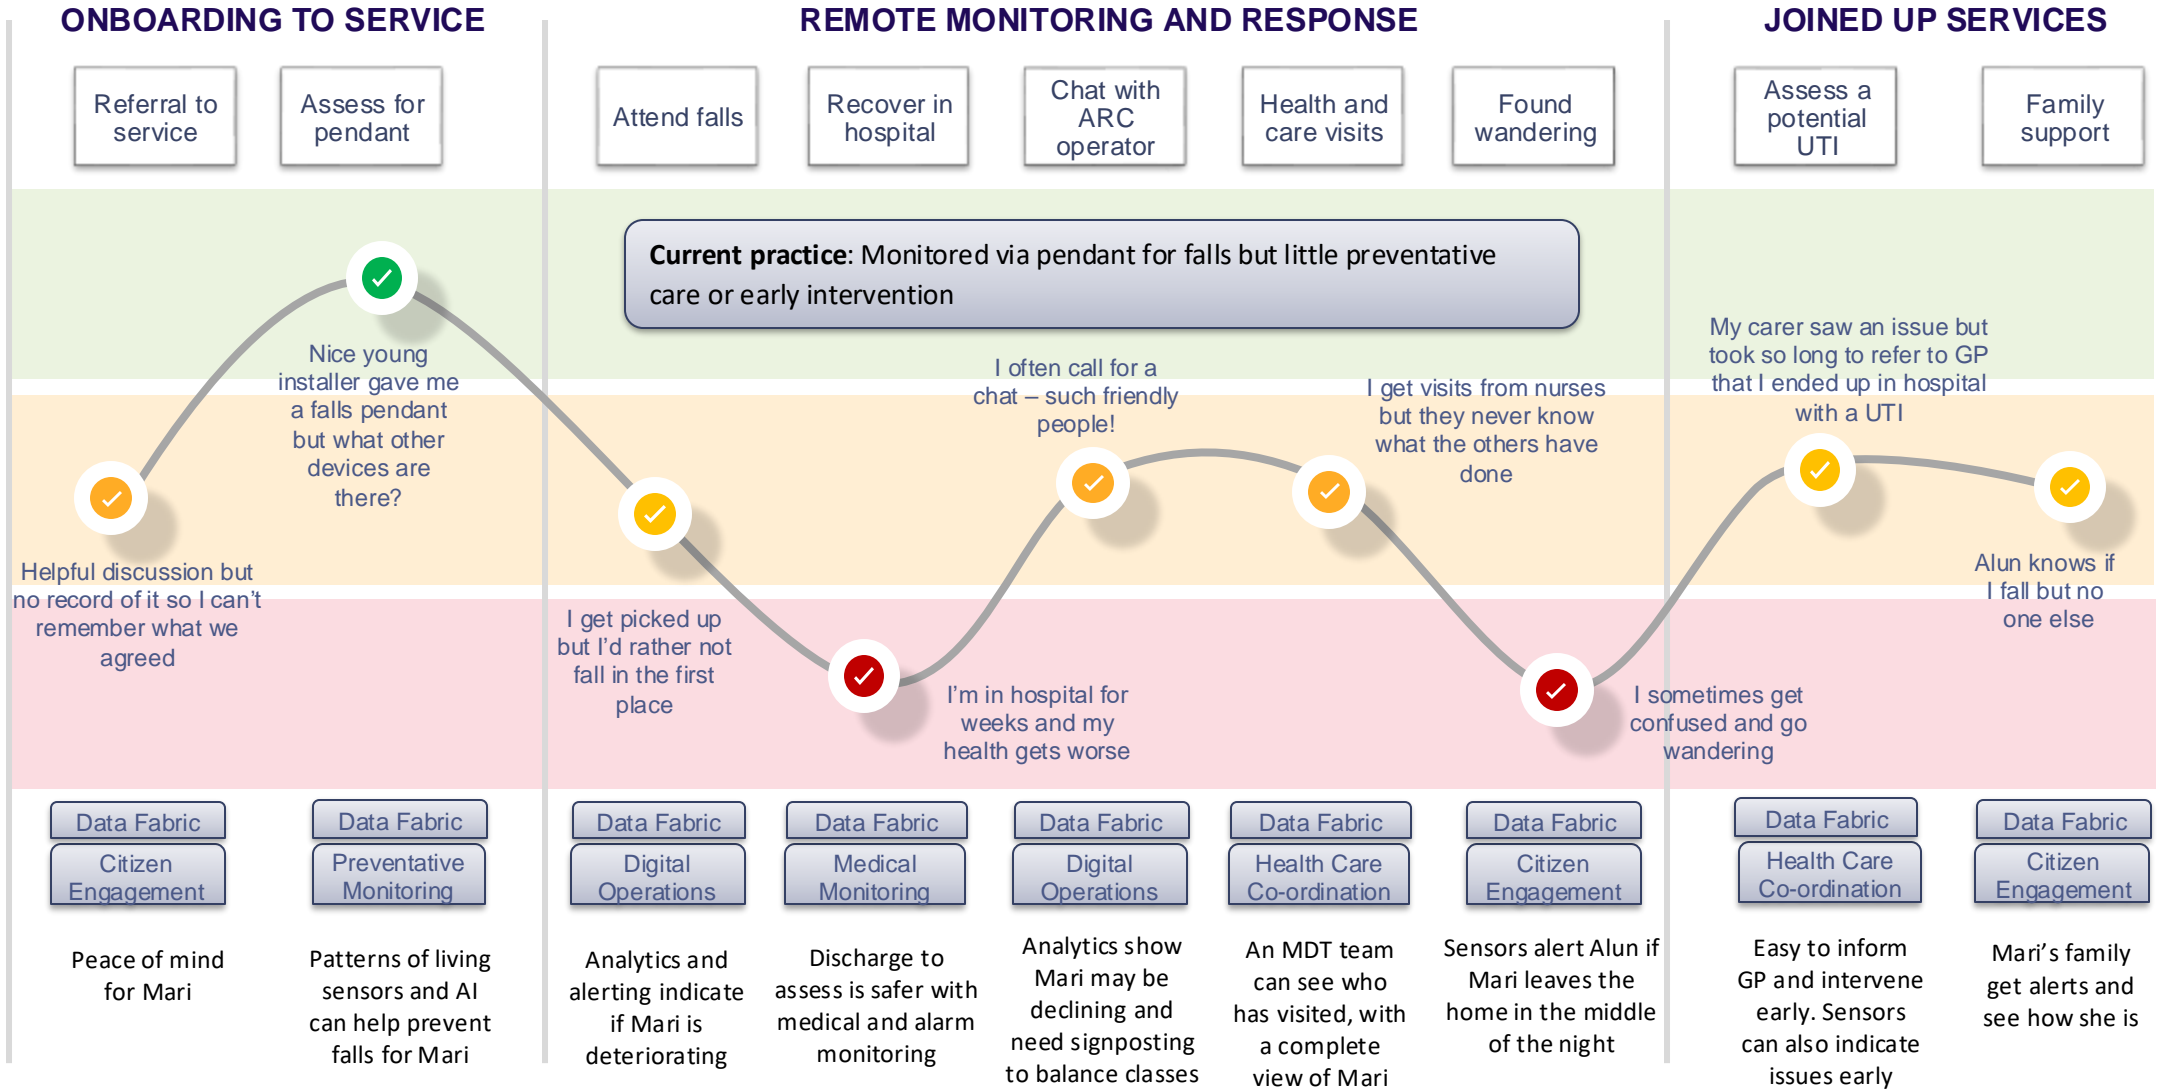 ONBOARDING TO SERVICE
REMOTE MONITORING AND RESPONSE
JOINED UP SERVICES
Referral to
service
Assess for
pendant
Attend falls
Recover in
hospital
Chat with
ARC
operator
Health and
care visits
Found
wandering
Assess a
potential
UTI
Family
support
Current practice: Monitored via pendant for falls but little preventative
care or early intervention
Helpful discussion but
no record of it so I can't
remember what we
agreed
Nice young
installer gave me
a falls pendant
but what other
devices are
there?
I get picked up
but I'd rather not
fall in the first
place
I'm in hospital for
weeks and my
health gets worse
I often call for a
chat – such friendly
people!
I get visits from nurses
but they never know
what the others have
done
I sometimes get
confused and go
wandering
My carer saw an issue but
took so long to refer to GP
that I ended up in hospital
with a UTI
Alun knows if
I fall but no
one else
Data Fabric
Citizen
Engagement
Data Fabric
Preventative
Monitoring
Data Fabric
Digital
Operations
Data Fabric
Medical
Monitoring
Data Fabric
Digital
Operations
Data Fabric
Health Care
Co-ordination
Data Fabric
Citizen
Engagement
Data Fabric
Health Care
Co-ordination
Data Fabric
Citizen
Engagement
Peace of mind
for Mari
Patterns of living
sensors and AI
can help prevent
falls for Mari
Analytics and
alerting indicate
if Mari is
deteriorating
Discharge to
assess is safer with
medical and alarm
monitoring
Analytics show
Mari may be
declining and
need signposting
to balance classes
An MDT team
can see who
has visited, with
a complete
view of Mari
Sensors alert Alun if
Mari leaves the
home in the middle
of the night
Easy to inform
GP and intervene
early. Sensors
can also indicate
issues early
Mari's family
get alerts and
see how she is